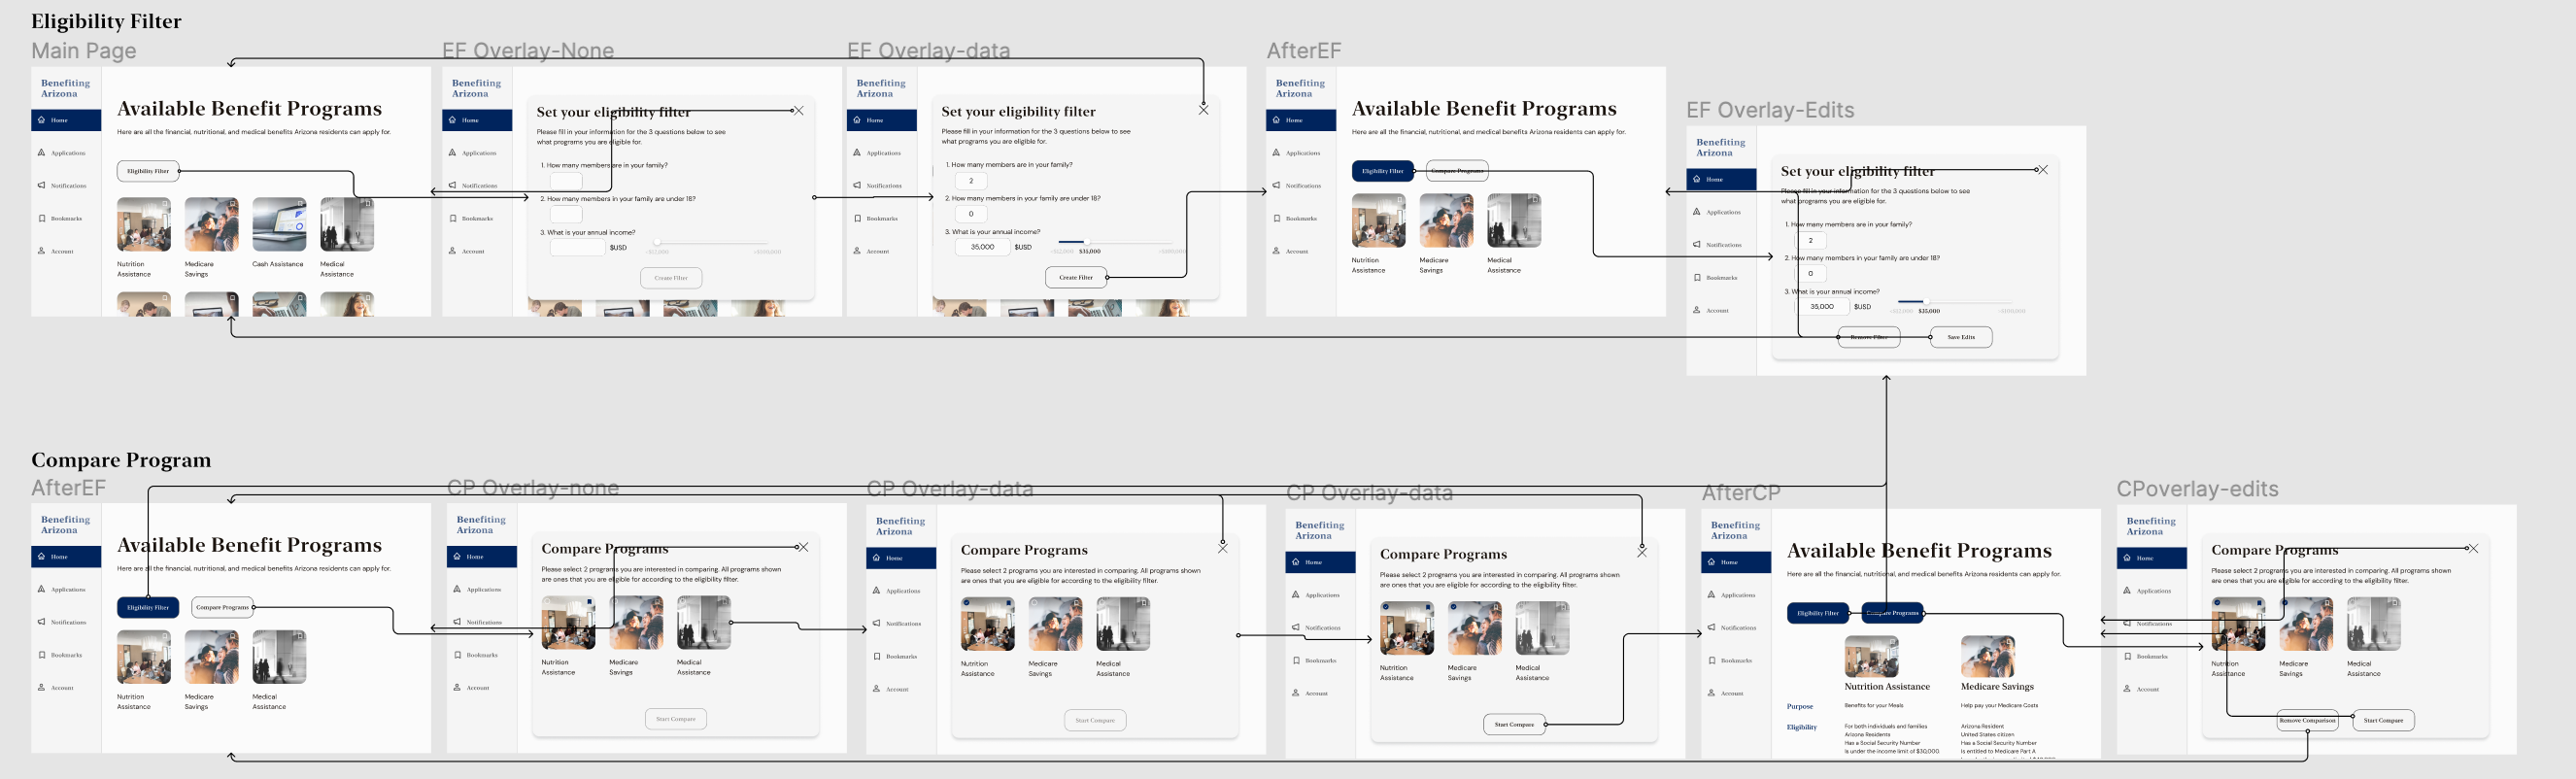 Eligibility Filter
Main Page
Benefiting
Arizona
Home
Applications
Notifications
Bookmarks
Account
Available Benefit Programs
Here are all the financial, nutritional, and medical benefits Arizona residents can apply for.
Eligibility Filter
Nutrition
Assistance
Medicare
Savings
Cash Assistance
Medical
Assistance
EF Overlay-None
Benefiting
Arizona
Home
Applications
Notifications
Bookmarks
Account
Set your eligibility filter
Please fill in your information for the 3 questions below to see
what programs you are eligible for.
1. How many members are in your family?
2. How many members in your family are under 18?
3. What is your annual income?
$USD
Create Filter
EF Overlay-data
Benefiting
Arizona
Home
Applications
Notifications
Bookmarks
Account
Set your eligibility filter
Please fill in your information for the 3 questions below to see
what programs you are eligible for.
1. How many members are in your family?
2
2. How many members in your family are under 18?
0
3. What is your annual income?
35,000
$USD
$35,000
Create Filter
AfterEF
Benefiting
Arizona
Home
Applications
Notifications
Bookmarks
Account
Available Benefit Programs
Here are all the financial, nutritional, and medical benefits Arizona residents can apply for.
Eligibility Filter
Compare Programs
Nutrition
Assistance
Medicare
Savings
Medical
Assistance
EF Overlay-Edits
Benefiting
Arizona
Home
Applications
Notifications
Bookmarks
Account
Set your eligibility filter
Please fill in your information for the 3 questions below to see
what programs you are eligible for.
1. How many members are in your family?
2
2. How many members in your family are under 18?
0
3. What is your annual income?
35,000
$USD
$35,000
Remove Filter
Save Edits
Compare Program
AfterEF
Benefiting
Arizona
Home
Applications
Notifications
Bookmarks
Account
Available Benefit Programs
Here are all the financial, nutritional, and medical benefits Arizona residents can apply for.
Eligibility Filter
Compare Programs
Nutrition
Assistance
Medicare
Savings
Medical
Assistance
CP Overlay-none
Benefiting
Arizona
Home
Applications
Notifications
Bookmarks
Account
Compare Programs
Please select 2 programs you are interested in comparing. All programs shown
are ones that you are eligible for according to the eligibility filter.
Nutrition
Assistance
Medicare
Savings
Medical
Assistance
Start Compare
CP Overlay-data
Benefiting
Arizona
Home
Applications
Notifications
Bookmarks
Account
Compare Programs
Please select 2 programs you are interested in comparing. All programs shown
are ones that you are eligible for according to the eligibility filter.
Nutrition
Assistance
Medicare
Savings
Medical
Assistance
Start Compare
CP Overlay-data
Benefiting
Arizona
Home
Applications
Notifications
Bookmarks
Account
Compare Programs
Please select 2 programs you are interested in comparing. All programs shown
are ones that you are eligible for according to the eligibility filter.
Nutrition
Assistance
Medicare
Savings
Medical
Assistance
Start Compare
AfterCP
Benefiting
Arizona
Home
Applications
Notifications
Bookmarks
Account
Available Benefit Programs
Here are all the financial, nutritional, and medical benefits Arizona residents can apply for.
Eligibility Filter
Compare Programs
Nutrition Assistance
Medicare Savings
Purpose
Benefits for your Meals
Help pay your Medicare Costs
Eligibility
For both individuals and families
Arizona Residents
Has a Social Security Number
Is under the income limit of $30,000
Arizona Resident
United States citizen
Has a Social Security Number
Is entitled to Medicare Part A
CPoverlay-edits
Benefiting
Arizona
Home
Applications
Notifications
Bookmarks
Account
Compare Programs
Please select 2 programs you are interested in comparing. All programs shown
are ones that you are eligible for according to the eligibility filter.
Nutrition
Assistance
Medicare
Savings
Medical
Assistance
Remove Comparison
Start Compare